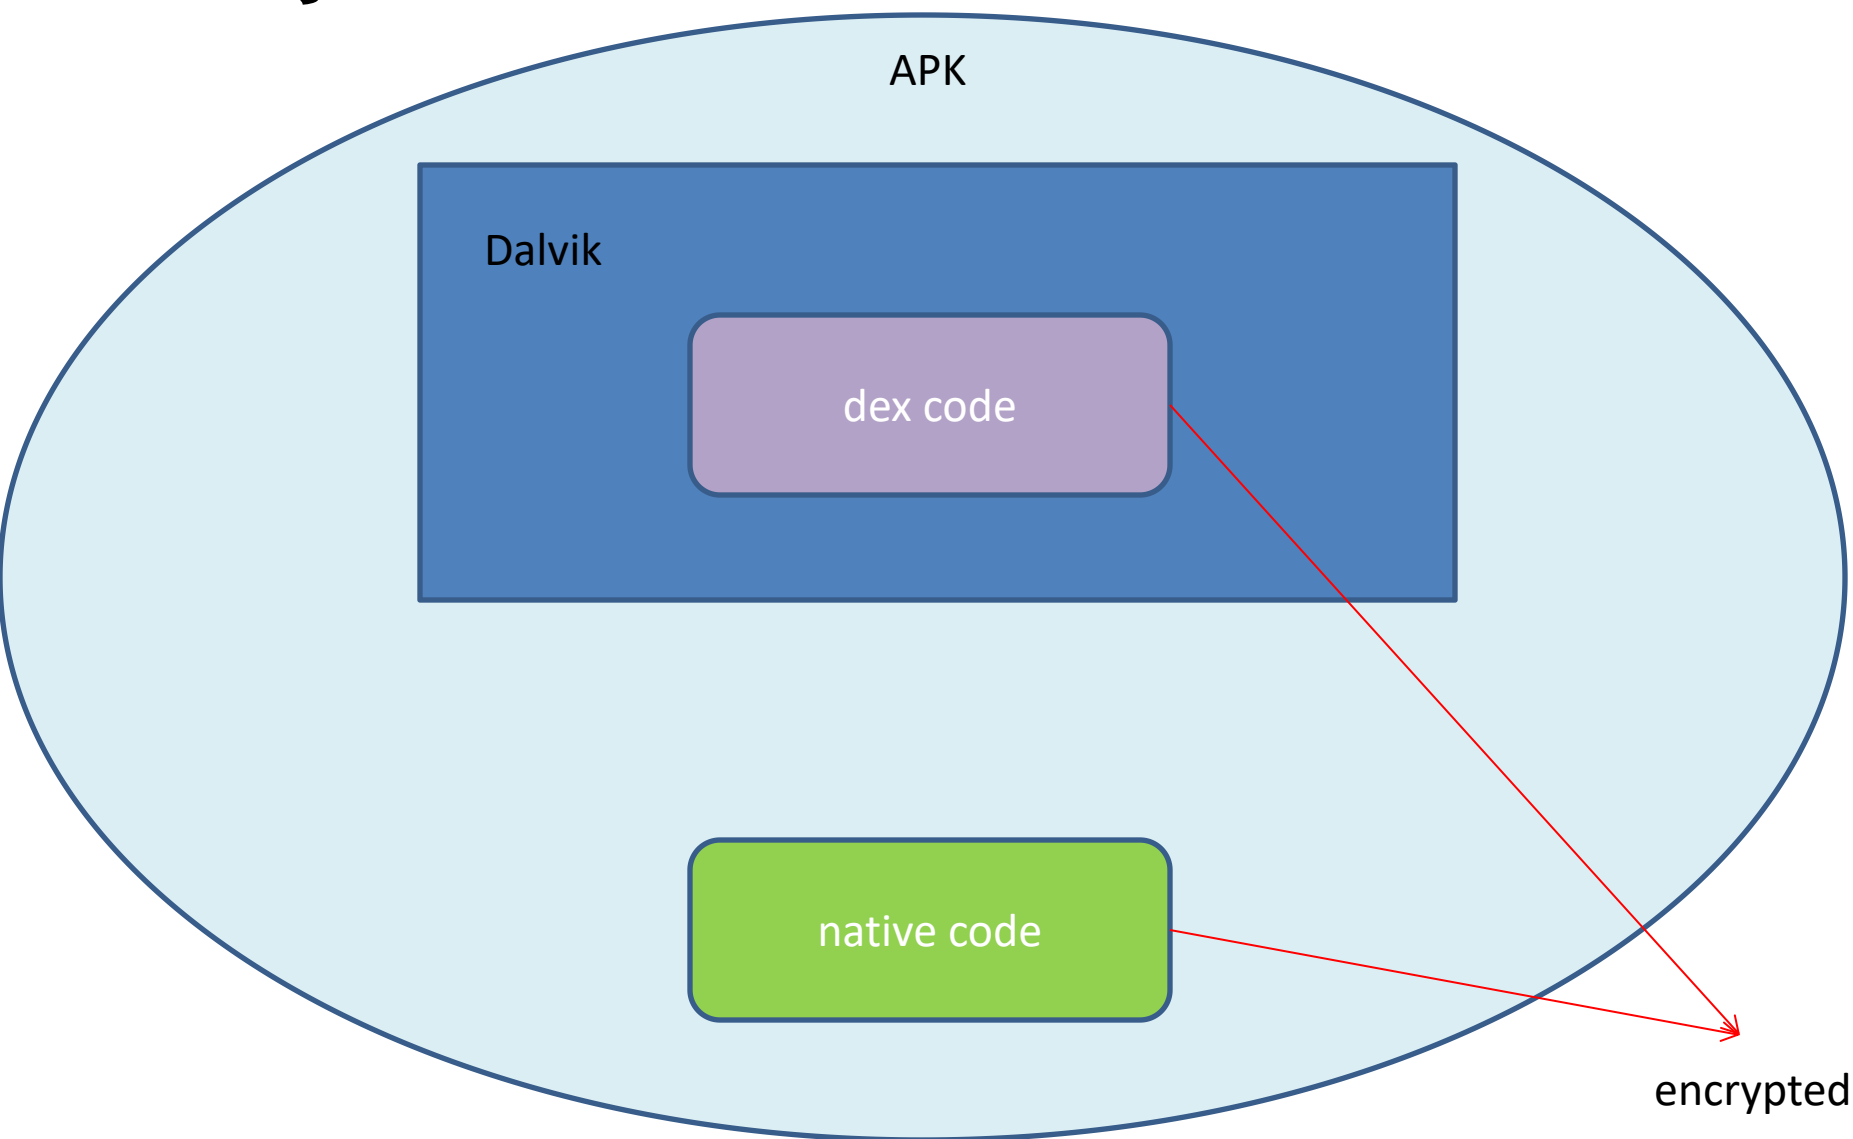 APK
Dalvik
dex code
native code
encrypted